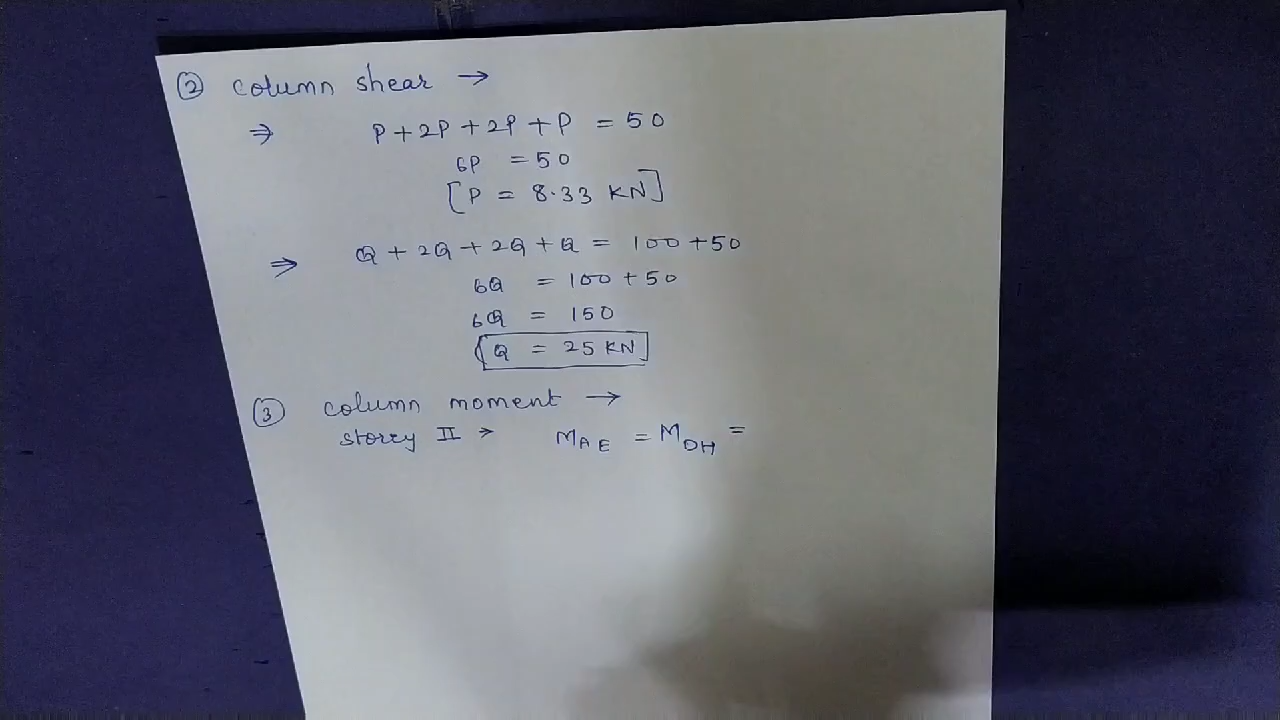 ② column shear →
⇒ P + 2P + 2P + P = 50
6P = 50
[P = 8.33 KN]
⇒ Q + 2Q + 2Q + Q = 100 + 50
6Q = 100 + 50
6Q = 150
[Q = 25 KN]
③ column moment →
storey II → MAE = MDH =